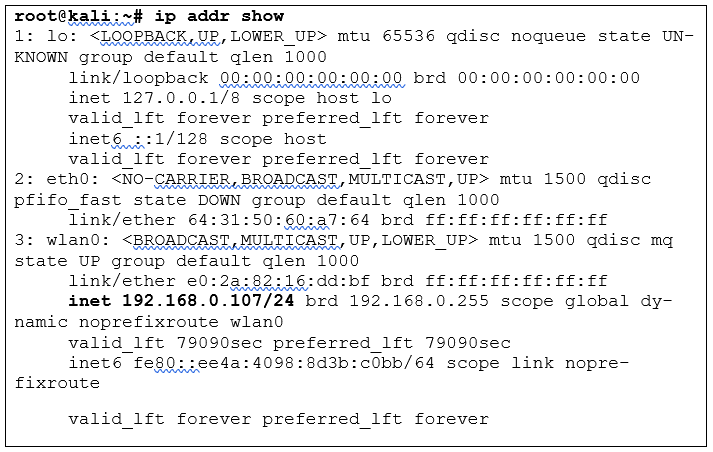 root@kali:~# ip addr show
1: lo: <LOOPBACK,UP,LOWER_UP> mtu 65536 qdisc noqueue state UN-
KNOWN group default qlen 1000
link/loopback 00:00:00:00:00:00 brd 00:00:00:00:00:00
inet 127.0.0.1/8 scope host lo
valid_lft forever preferred_lft forever
inet6 ::1/128 scope host
valid_lft forever preferred_lft forever
2: eth0: <NO-CARRIER,BROADCAST,MULTICAST,UP> mtu 1500 qdisc
pfifo_fast state DOWN group default qlen 1000
link/ether 64:31:50:60:a7:64 brd ff:ff:ff:ff:ff:ff
3: wlan0: <BROADCAST,MULTICAST,UP,LOWER_UP> mtu 1500 qdisc mq
state UP group default qlen 1000
link/ether e0:2a:82:16:dd:bf brd ff:ff:ff:ff:ff:ff
inet 192.168.0.107/24 brd 192.168.0.255 scope global dy-
namic noprefixroute wlan0
valid_lft 79090sec preferred_lft 79090sec
inet6 fe80::ee4a:4098:8d3b:c0bb/64 scope link nopre-
fixroute
valid_lft forever preferred_lft forever